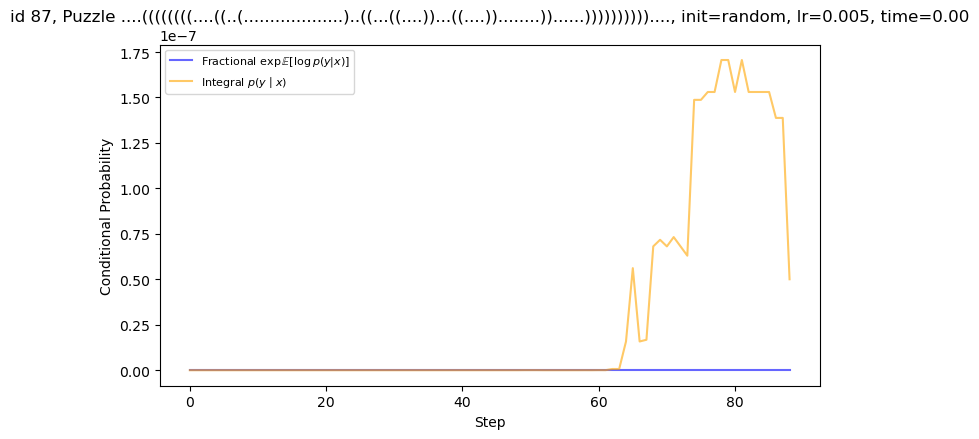 id 87, Puzzle ....((((((((....((..(...................)..((...((....))...((....))........))......))))))))))...., init=random, lr=0.005, time=0.00
1e−7
1.75
1.50
1.25
1.00
0.75
0.50
0.25
0.00
Conditional Probability
Fractional exp𝔼[log p(y|x)]
Integral p(y | x)
0 20 40 60 80
Step